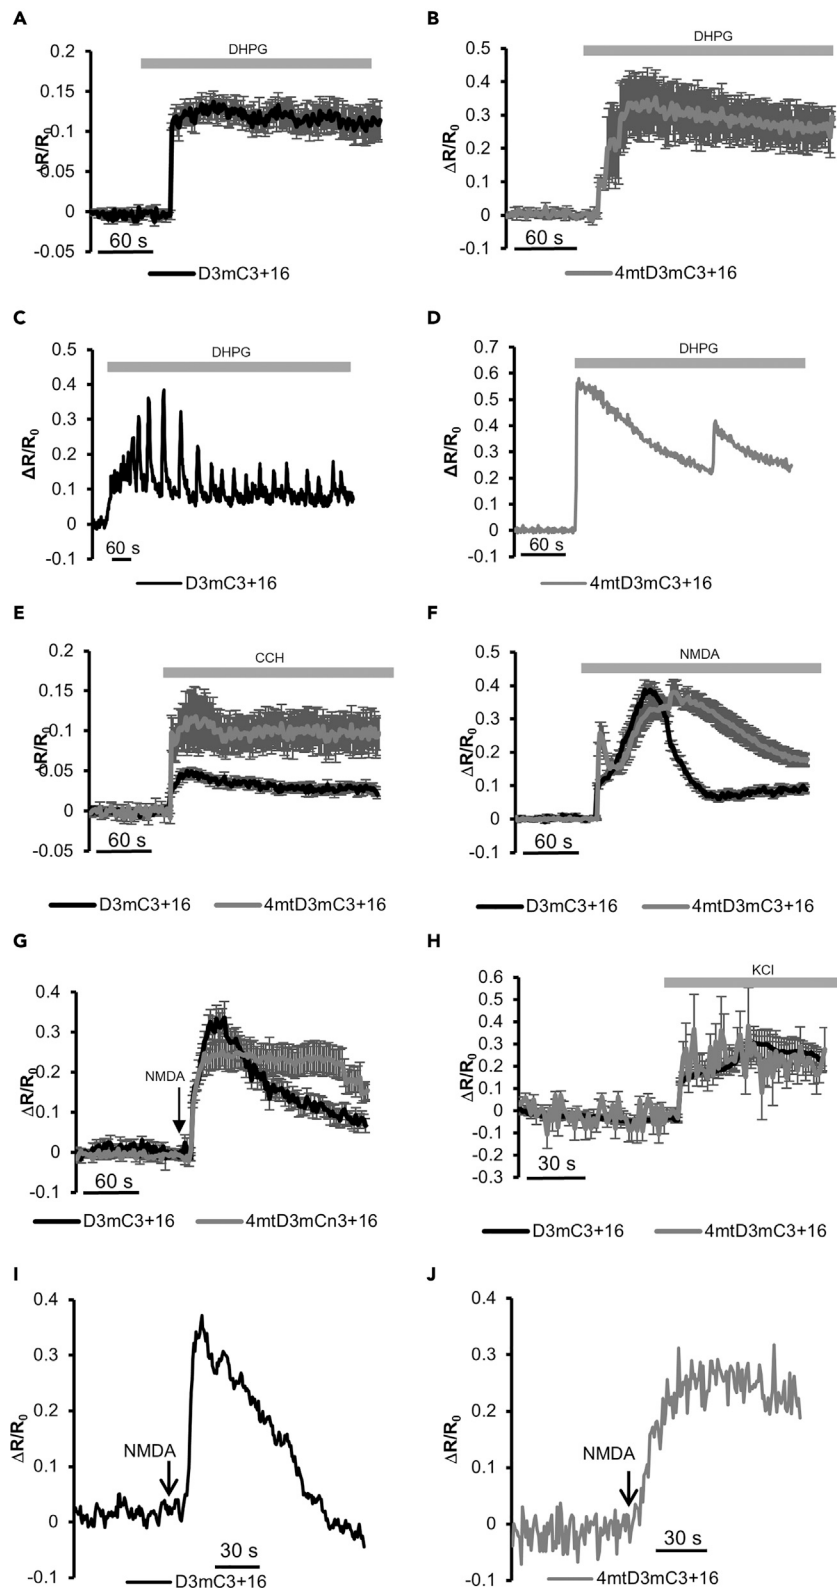 A
DHPG
0.2
0.15
0.1
0.05
0
-0.05
ΔR/R0
60 s
D3mC3+16
B
DHPG
0.5
0.4
0.3
0.2
0.1
0
-0.1
ΔR/R0
60 s
4mtD3mC3+16
C
DHPG
0.5
0.4
0.3
0.2
0.1
0
-0.1
ΔR/R0
60 s
D3mC3+16
D
DHPG
0.7
0.6
0.5
0.4
0.3
0.2
0.1
0
-0.1
ΔR/R0
60 s
4mtD3mC3+16
E
CCH
0.2
0.15
0.1
0.05
0
-0.05
ΔR/R0
60 s
D3mC3+16 4mtD3mC3+16
F
NMDA
0.5
0.4
0.3
0.2
0.1
0
-0.1
ΔR/R0
60 s
D3mC3+16 4mtD3mC3+16
G
0.4
0.3
0.2
0.1
0
-0.1
ΔR/R0
NMDA
60 s
D3mC3+16 4mtD3mCn3+16
H
KCl
0.6
0.5
0.4
0.3
0.2
0.1
0
-0.1
-0.2
-0.3
ΔR/R0
30 s
D3mC3+16 4mtD3mC3+16
I
0.4
0.3
0.2
0.1
0
-0.1
ΔR/R0
NMDA
30 s
D3mC3+16
J
0.4
0.3
0.2
0.1
0
-0.1
ΔR/R0
NMDA
30 s
4mtD3mC3+16